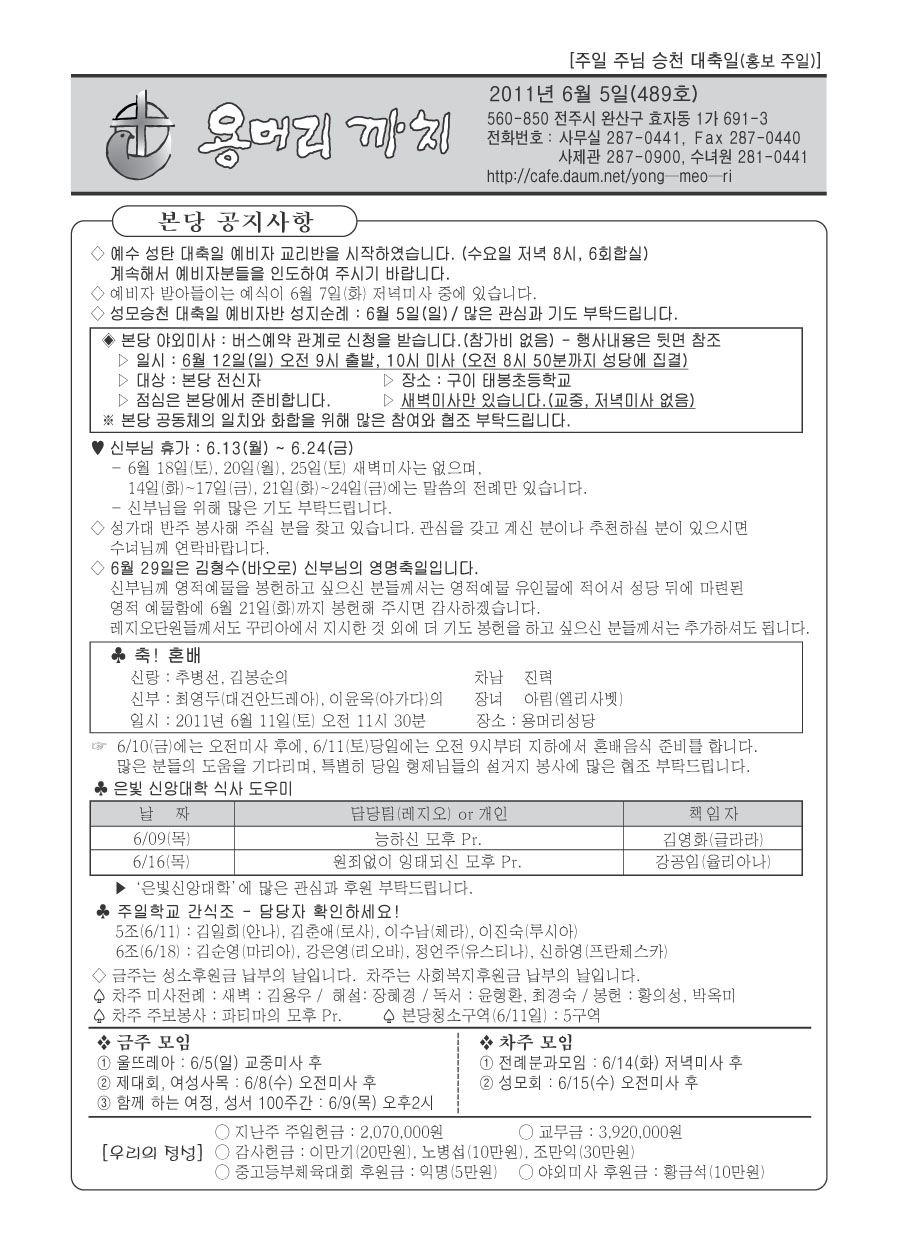 [주일 주님 승천 대축일(홍보 주일)]
용머리 까치
2011년 6월 5일(489호)
560-850 전주시 완산구 효자동 1가 691-3
전화번호 : 사무실 287-0441, Fax 287-0440
사제관 287-0900, 수녀원 281-0441
http://cafe.daum.net/yong─meo─ri
본당 공지사항
◇ 예수 성탄 대축일 예비자 교리반을 시작하였습니다. (수요일 저녁 8시, 6회합실)
계속해서 예비자분들을 인도하여 주시기 바랍니다.
◇ 예비자 받아들이는 예식이 6월 7일(화) 저녁미사 중에 있습니다.
◇ 성모승천 대축일 예비자반 성지순례 : 6월 5일(일)/ 많은 관심과 기도 부탁드립니다.
◈ 본당 야외미사 : 버스예약 관계로 신청을 받습니다.(참가비 없음) - 행사내용은 뒷면 참조
▷ 일시 : 6월 12일(일) 오전 9시 출발, 10시 미사 (오전 8시 50분까지 성당에 집결)
▷ 대상 : 본당 전신자 ▷ 장소 : 구이 태봉초등학교
▷ 점심은 본당에서 준비합니다. ▷ 새벽미사만 있습니다.(교중, 저녁미사 없음)
※ 본당 공동체의 일치와 화합을 위해 많은 참여와 협조 부탁드립니다.
♥ 신부님 휴가 : 6.13(월) ~ 6.24(금)
- 6월 18일(토), 20일(월), 25일(토) 새벽미사는 없으며,
14일(화)~17일(금), 21일(화)~24일(금)에는 말씀의 전례만 있습니다.
- 신부님을 위해 많은 기도 부탁드립니다.
◇ 성가대 반주 봉사해 주실 분을 찾고 있습니다. 관심을 갖고 계신 분이나 추천하실 분이 있으시면
수녀님께 연락바랍니다.
◇ 6월 29일은 김형수(바오로) 신부님의 영명축일입니다.
신부님께 영적예물을 봉헌하고 싶으신 분들께서는 영적예물 유인물에 적어서 성당 뒤에 마련된
영적 예물함에 6월 21일(화)까지 봉헌해 주시면 감사하겠습니다.
레지오단원들께서도 꾸리아에서 지시한 것 외에 더 기도 봉헌을 하고 싶으신 분들께서는 추가하셔도 됩니다.
♣ 축! 혼배
신랑 : 추병선, 김봉순의 차남 진력
신부 : 최영두(대건안드레아), 이윤옥(아가다)의 장녀 아림(엘리사벳)
일시 : 2011년 6월 11일(토) 오전 11시 30분 장소 : 용머리성당
☞ 6/10(금)에는 오전미사 후에, 6/11(토)당일에는 오전 9시부터 지하에서 혼배음식 준비를 합니다.
많은 분들의 도움을 기다리며, 특별히 당일 형제님들의 설거지 봉사에 많은 협조 부탁드립니다.
♣ 은빛 신앙대학 식사 도우미
날 짜 담당팀(레지오) or 개인 책임자
6/09(목) 능하신 모후 Pr. 김영화(글라라)
6/16(목) 원죄없이 잉태되신 모후 Pr. 강공임(율리아나)
▶ '은빛신앙대학'에 많은 관심과 후원 부탁드립니다.
♣ 주일학교 간식조 - 담당자 확인하세요!
5조(6/11) : 김일희(안나), 김춘애(로사), 이수남(체라), 이진숙(루시아)
6조(6/18) : 김순영(마리아), 강은영(리오바), 정언주(유스티나), 신하영(프란체스카)
◇ 금주는 성소후원금 납부의 날입니다. 차주는 사회복지후원금 납부의 날입니다.
♤ 차주 미사전례 : 새벽 : 김용우 / 해설: 장혜경 / 독서 : 윤형환, 최경숙 / 봉헌 : 황의성, 박옥미
♤ 차주 주보봉사 : 파티마의 모후 Pr. ♤ 본당청소구역(6/11일) : 5구역
❖ 금주 모임
① 울뜨레아 : 6/5(일) 교중미사 후
② 제대회, 여성사목 : 6/8(수) 오전미사 후
③ 함께 하는 여정, 성서 100주간 : 6/9(목) 오후2시
❖ 차주 모임
① 전례분과모임 : 6/14(화) 저녁미사 후
② 성모회 : 6/15(수) 오전미사 후
[우리의 정성]
○ 지난주 주일헌금 : 2,070,000원 ○ 교무금 : 3,920,000원
○ 감사헌금 : 이만기(20만원), 노병섭(10만원), 조만익(30만원)
○ 중고등부체육대회 후원금 : 익명(5만원) ○ 야외미사 후원금 : 황금석(10만원)